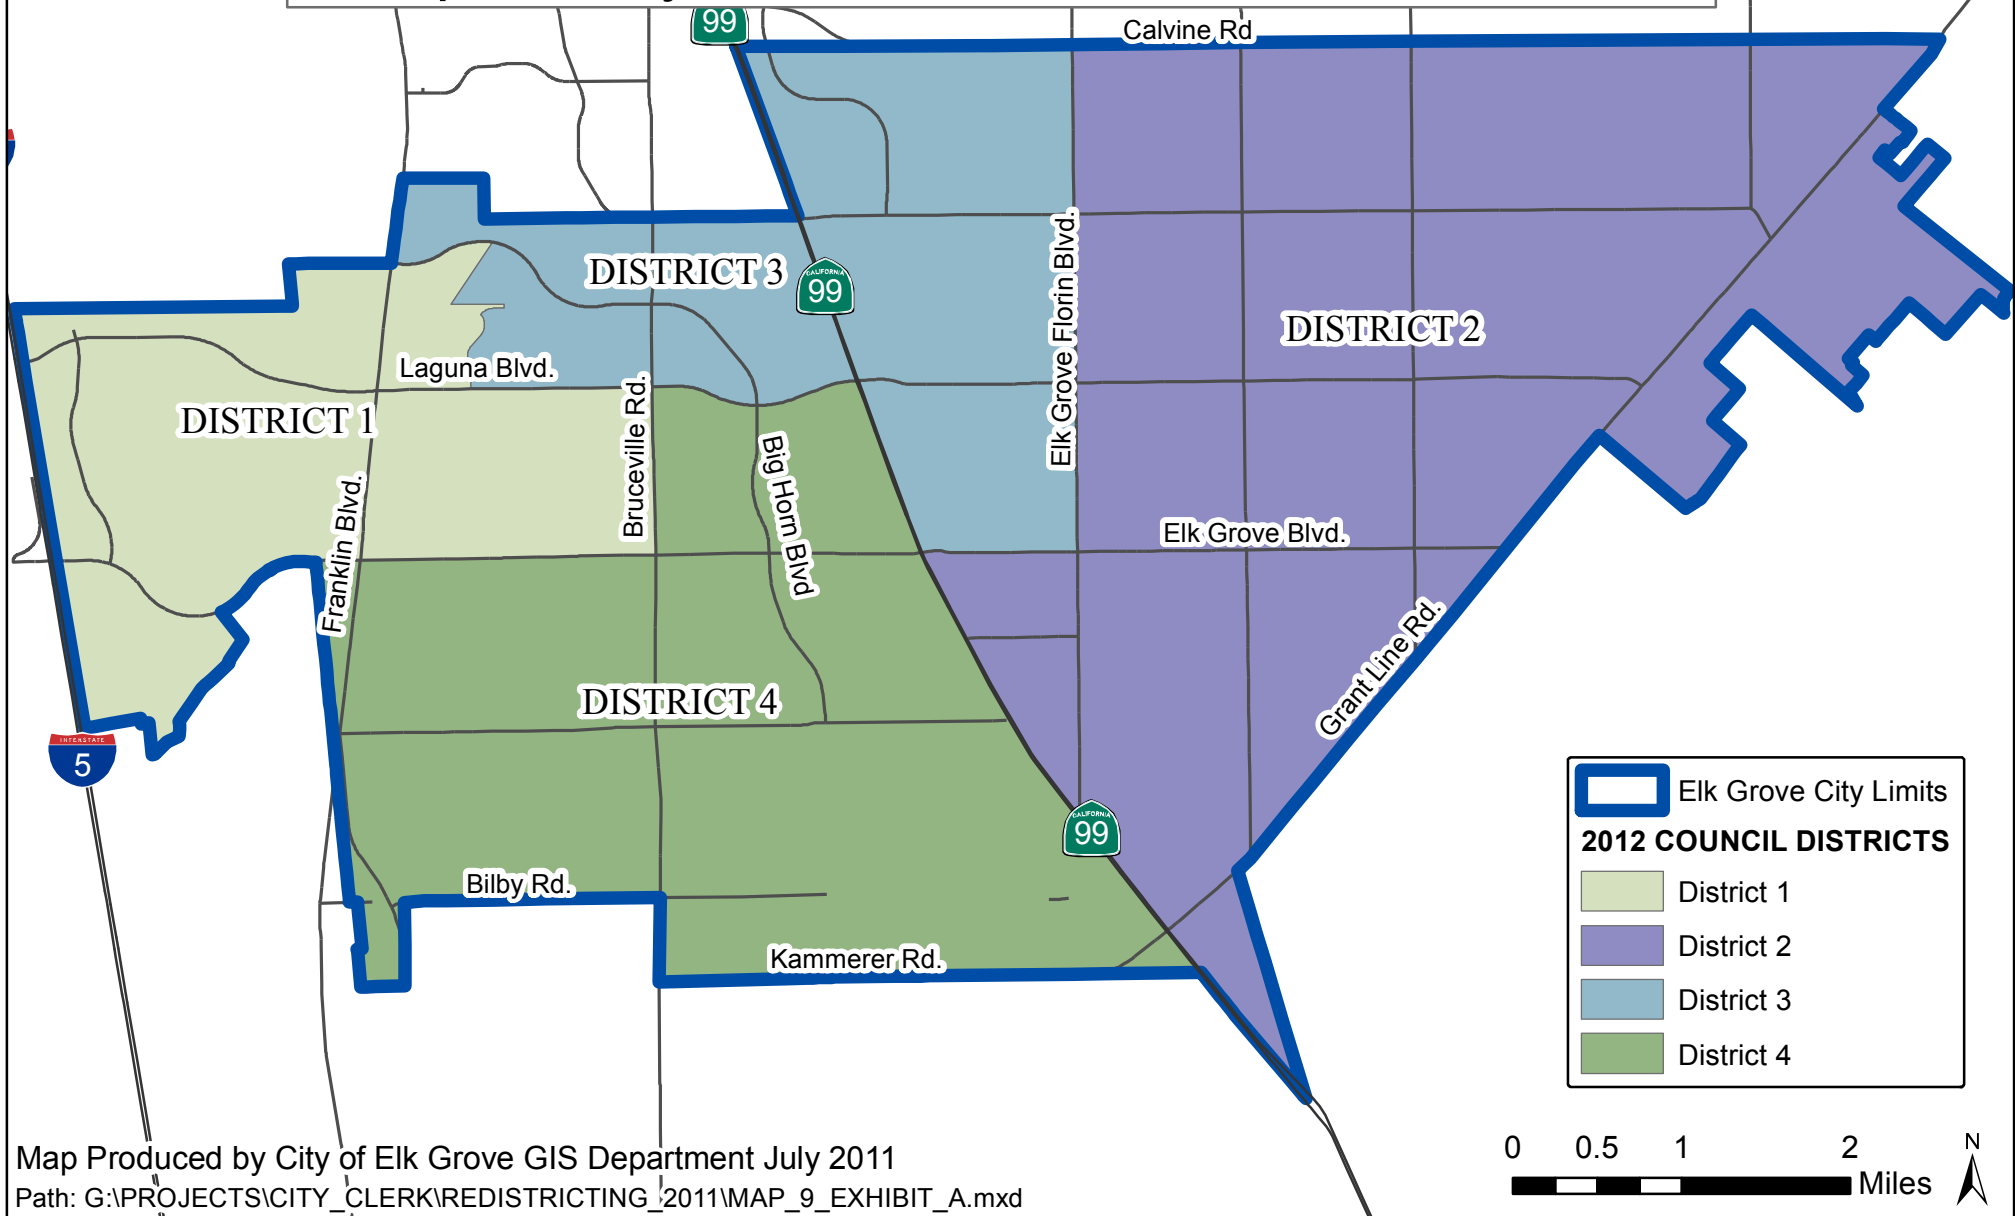 99
Calvine Rd
DISTRICT 3
CALIFORNIA
99
Elk Grove Florin Blvd.
DISTRICT 2
Laguna Blvd.
DISTRICT 1
Bruceville Rd.
Big Horn Blvd
Franklin Blvd.
Elk Grove Blvd.
Grant Line Rd.
DISTRICT 4
INTERSTATE
5
CALIFORNIA
99
Bilby Rd.
Kammerer Rd.
Elk Grove City Limits
2012 COUNCIL DISTRICTS
District 1
District 2
District 3
District 4
0 0.5 1 2
Miles
N
Map Produced by City of Elk Grove GIS Department July 2011
Path: G:\PROJECTS\CITY_CLERK\REDISTRICTING_2011\MAP_9_EXHIBIT_A.mxd